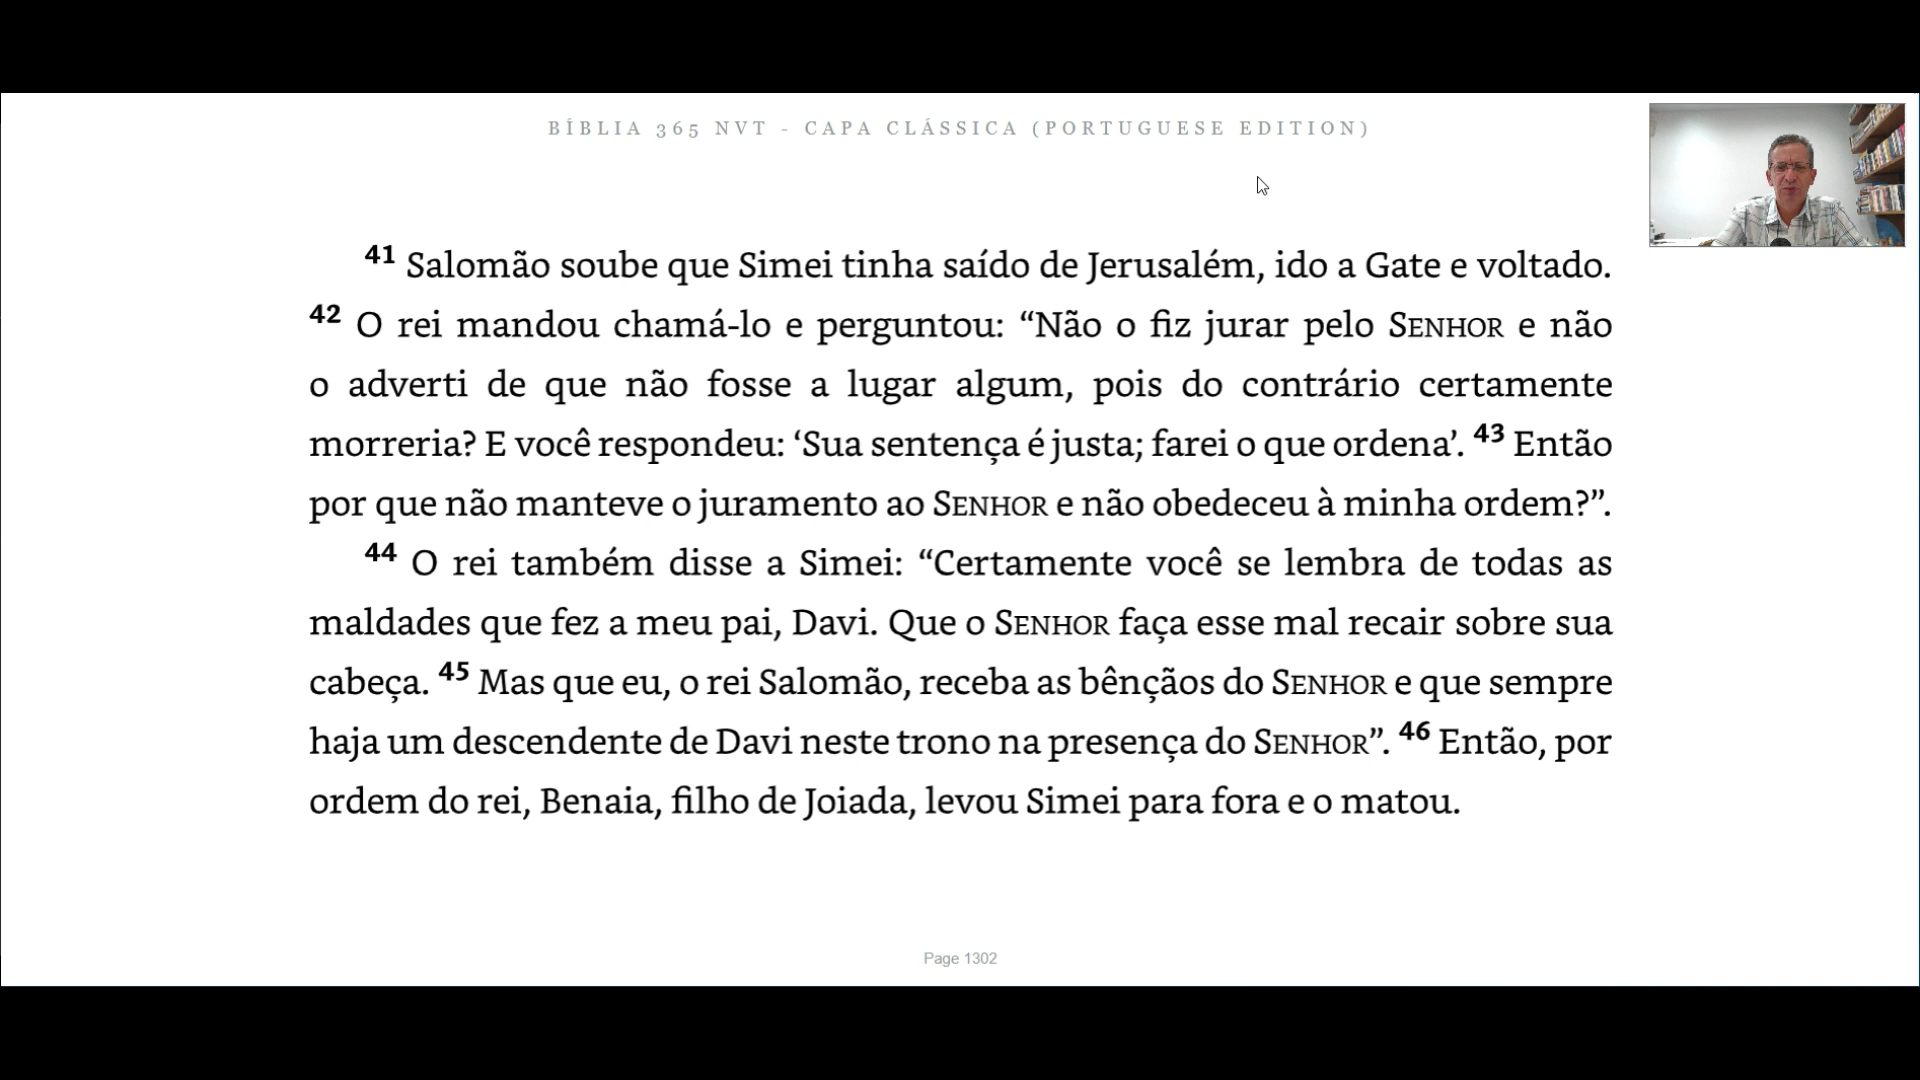 BÍBLIA 365 NVT - CAPA CLÁSSICA (PORTUGUESE EDITION)
41 Salomão soube que Simei tinha saído de Jerusalém, ido a Gate e voltado.
42 O rei mandou chamá-lo e perguntou: “Não o fiz jurar pelo SENHOR e não
o adverti de que não fosse a lugar algum, pois do contrário certamente
morreria? E você respondeu: ‘Sua sentença é justa; farei o que ordena’. 43 Então
por que não manteve o juramento ao SENHOR e não obedeceu à minha ordem?”.
44 O rei também disse a Simei: “Certamente você se lembra de todas as
maldades que fez a meu pai, Davi. Que o SENHOR faça esse mal recair sobre sua
cabeça. 45 Mas que eu, o rei Salomão, receba as bênçãos do SENHOR e que sempre
haja um descendente de Davi neste trono na presença do SENHOR”. 46 Então, por
ordem do rei, Benaia, filho de Joiada, levou Simei para fora e o matou.
Page 1302